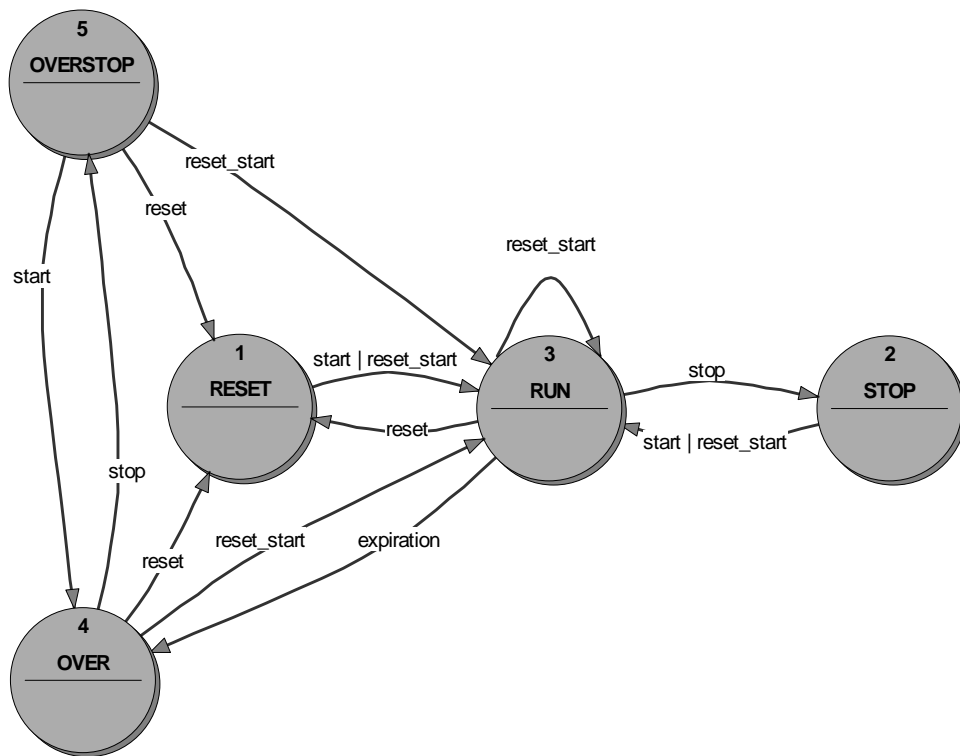 5
OVERSTOP
reset_start
reset
start
reset_start
1
RESET
start | reset_start
3
RUN
stop
2
STOP
reset
start | reset_start
stop
reset_start
expiration
reset
4
OVER